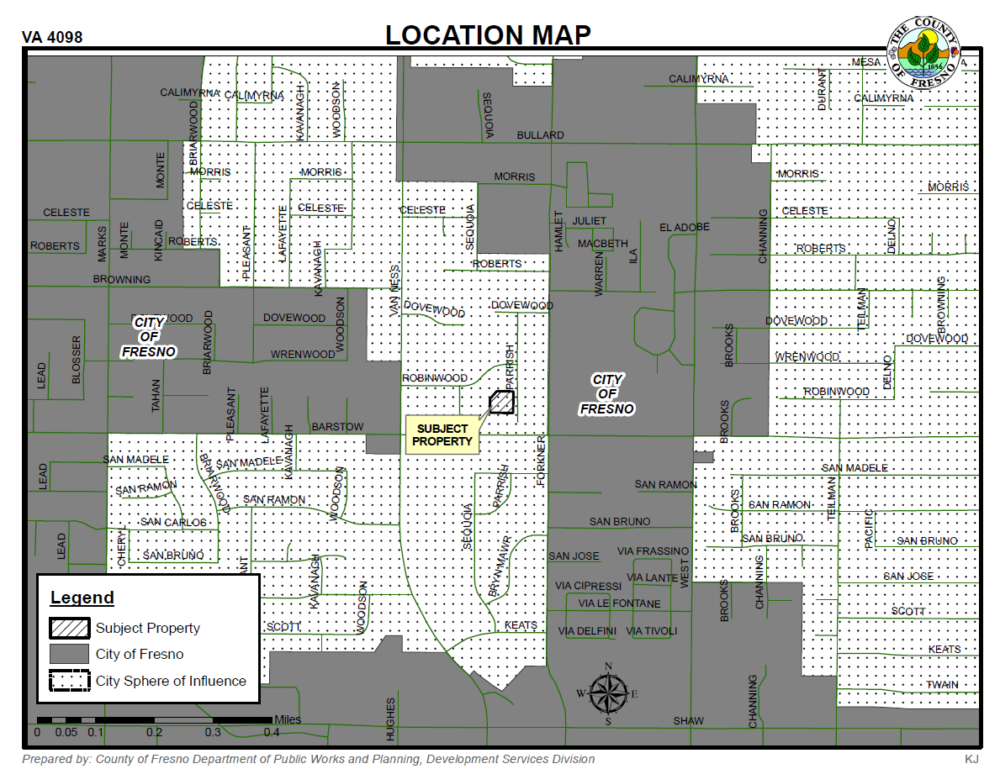 VA 4098
LOCATION MAP
THE COUNTY OF FRESNO
1856
MESA
CALIMYRNA
CALIMYRNA
BRIARWOOD
KAVANAGH
WOODSON
SEQUOIA
CALIMYRNA
DURANT
CALIMYRNA
BULLARD
MONTE
MORRIS
MORRIS
MORRIS
MORRIS
MORRIS
CELESTE
CELESTE
CELESTE
CELESTE
CELESTE
SEQUOIA
HAMLET
JULIET
EL ADOBE
CHANNING
DELNO
ROBERTS
MARKS
MONTE
KINCAID
ROBERTS
PLEASANT
LAFAYETTE
KAVANAGH
MACBETH
ILA
ROBERTS
ROBERTS
WARREN
BROWNING
VAN NESS
TEILMAN
BROWNING
CITY
OF
FRESNO
BRIARWOOD
DOVEWOOD
WOODSON
DOVEWOOD
DOVEWOOD
DOVEWOOD
DOVEWOOD
LEAD
BLOSSER
WRENWOOD
PARRISH
BROOKS
WRENWOOD
DELNO
ROBINWOOD
ROBINWOOD
CITY
OF
FRESNO
TAHAN
PLEASANT
LAFAYETTE
BARSTOW
SUBJECT
PROPERTY
BROOKS
LEAD
SAN MADELE
BRIARWOOD
SAN MADELE
KAVANAGH
FORKNER
SAN MADELE
SAN RAMON
SAN RAMON
WOODSON
PARRISH
SAN RAMON
BROOKS
SAN RAMON
TEILMAN
SAN CARLOS
SEQUOIA
SAN BRUNO
PACIFIC
LEAD
CHERYL
SAN BRUNO
BRYN MAWR
SAN JOSE
VIA FRASSINO
WEST
SAN BRUNO
SAN BRUNO
ANT
KAVANAGH
WOODSON
VIA CIPRESSI
VIA LANTE
BROOKS
CHANNING
SAN JOSE
VIA LE FONTANE
SCOTT
SCOTT
KEATS
VIA DELFINI
VIA TIVOLI
KEATS
TWAIN
Legend
Subject Property
City of Fresno
City Sphere of Influence
N
W
E
S
HUGHES
CHANNING
SHAW
Miles
0 0.05 0.1 0.2 0.3 0.4
Prepared by: County of Fresno Department of Public Works and Planning, Development Services Division
KJ